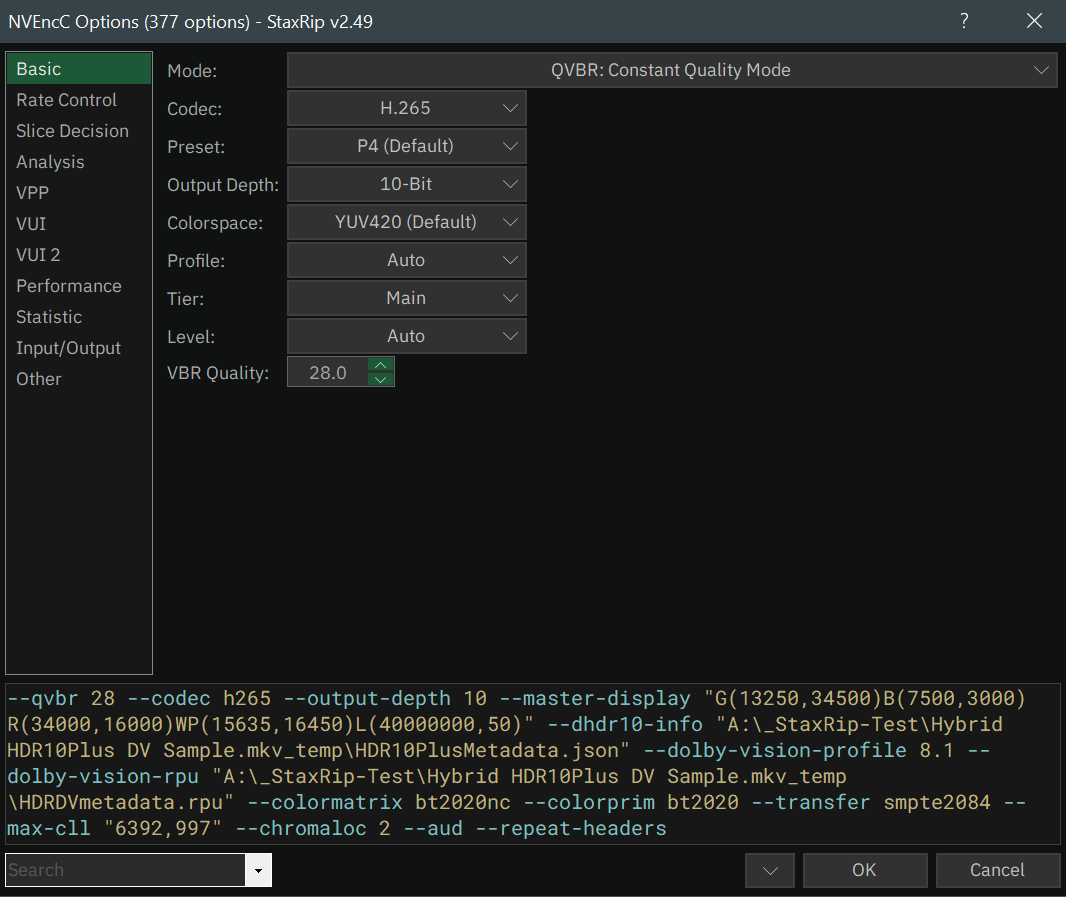 NVEncC Options (377 options) - StaxRip v2.49
?
Basic
Rate Control
Slice Decision
Analysis
VPP
VUI
VUI 2
Performance
Statistic
Input/Output
Other
Mode: QVBR: Constant Quality Mode
Codec: H.265
Preset: P4 (Default)
Output Depth: 10-Bit
Colorspace: YUV420 (Default)
Profile: Auto
Tier: Main
Level: Auto
VBR Quality: 28.0
--qvbr 28 --codec h265 --output-depth 10 --master-display "G(13250,34500)B(7500,3000)
R(34000,16000)WP(15635,16450)L(40000000,50)" --dhdr10-info "A:\_StaxRip-Test\Hybrid
HDR10Plus DV Sample.mkv_temp\HDR10PlusMetadata.json" --dolby-vision-profile 8.1 --
dolby-vision-rpu "A:\_StaxRip-Test\Hybrid HDR10Plus DV Sample.mkv_temp
\HDRDVmetadata.rpu" --colormatrix bt2020nc --colorprim bt2020 --transfer smpte2084 --
max-cll "6392,997" --chromaloc 2 --aud --repeat-headers
Search
OK
Cancel